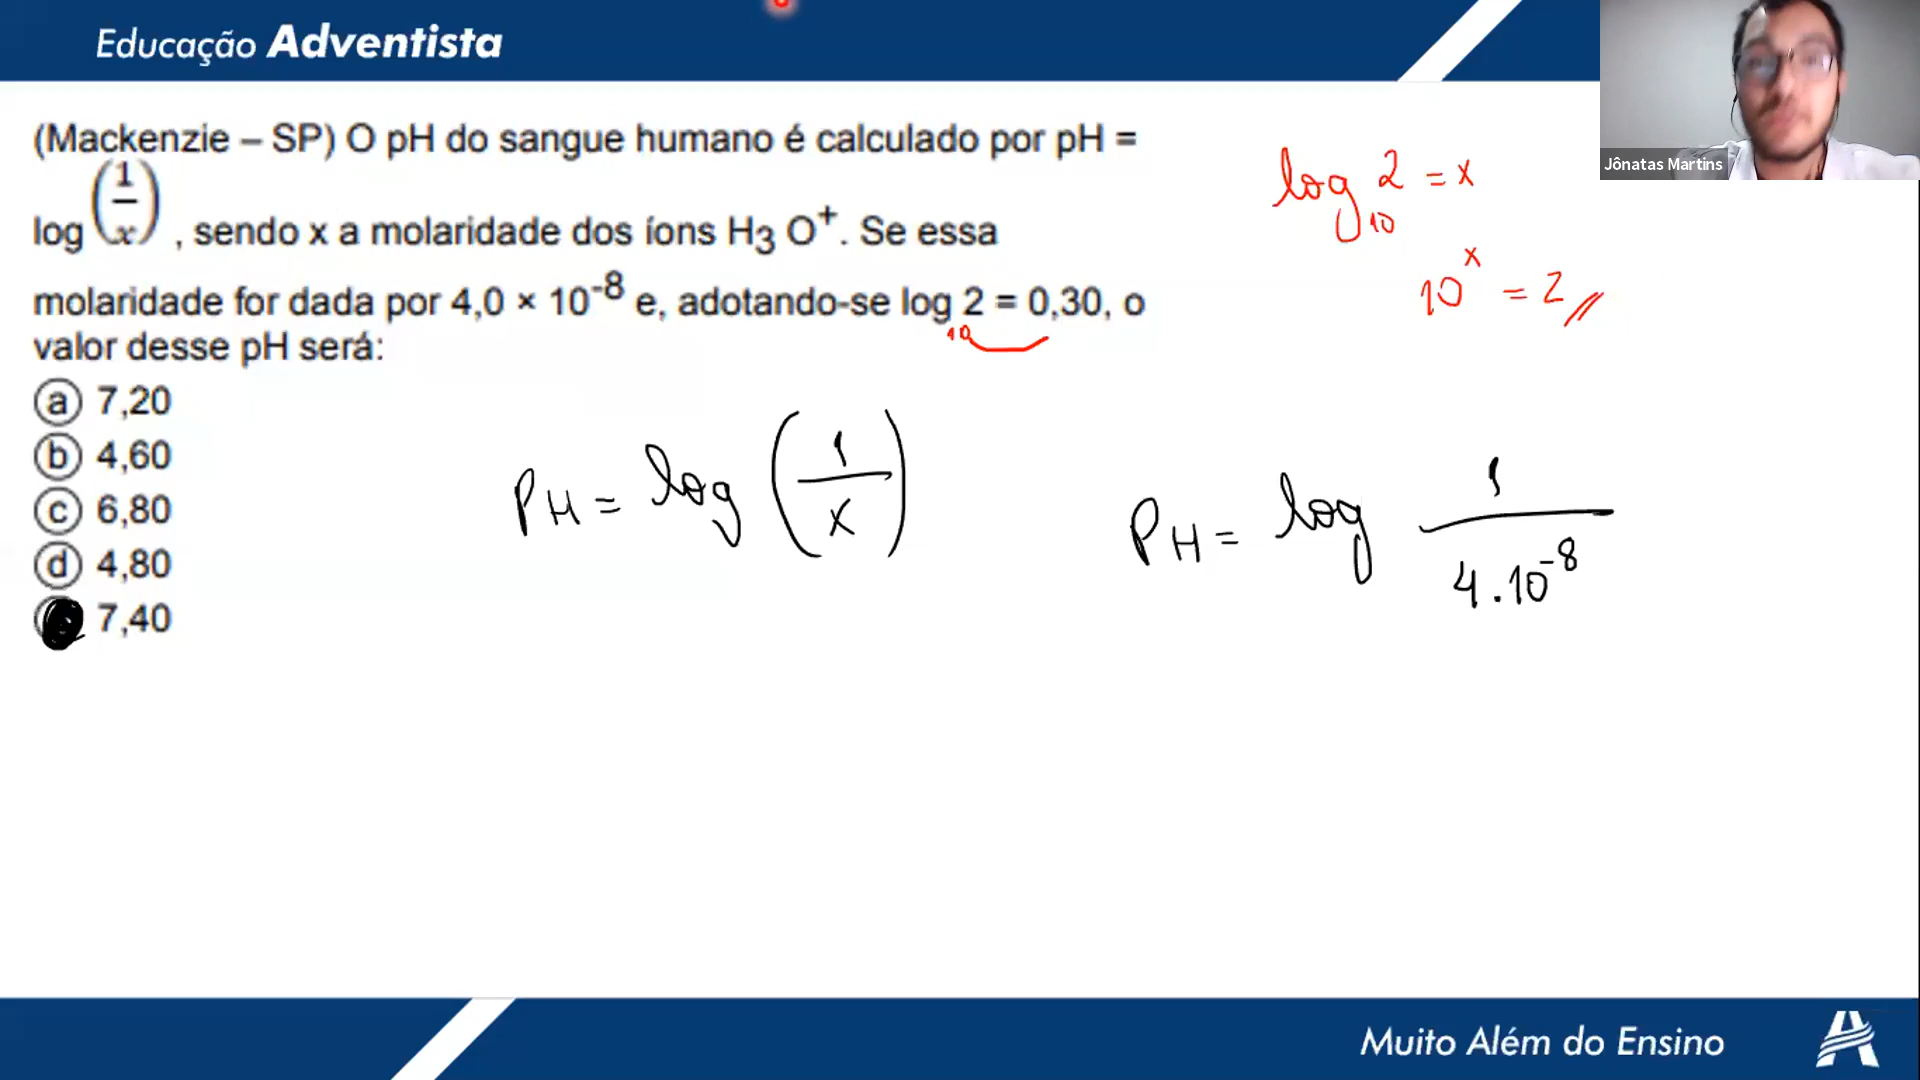 Educação Adventista
Jônatas Martins
(Mackenzie – SP) O pH do sangue humano é calculado por pH =
log (1/x) , sendo x a molaridade dos íons H₃ O⁺. Se essa
molaridade for dada por 4,0 × 10⁻⁸ e, adotando-se log 2 = 0,30, o
10
valor desse pH será:
a 7,20
b 4,60
c 6,80
d 4,80
7,40
log₁₀ 2 = x
10ˣ = 2
PH = log (1/x)
PH = log 1/4.10⁻⁸
Muito Além do Ensino